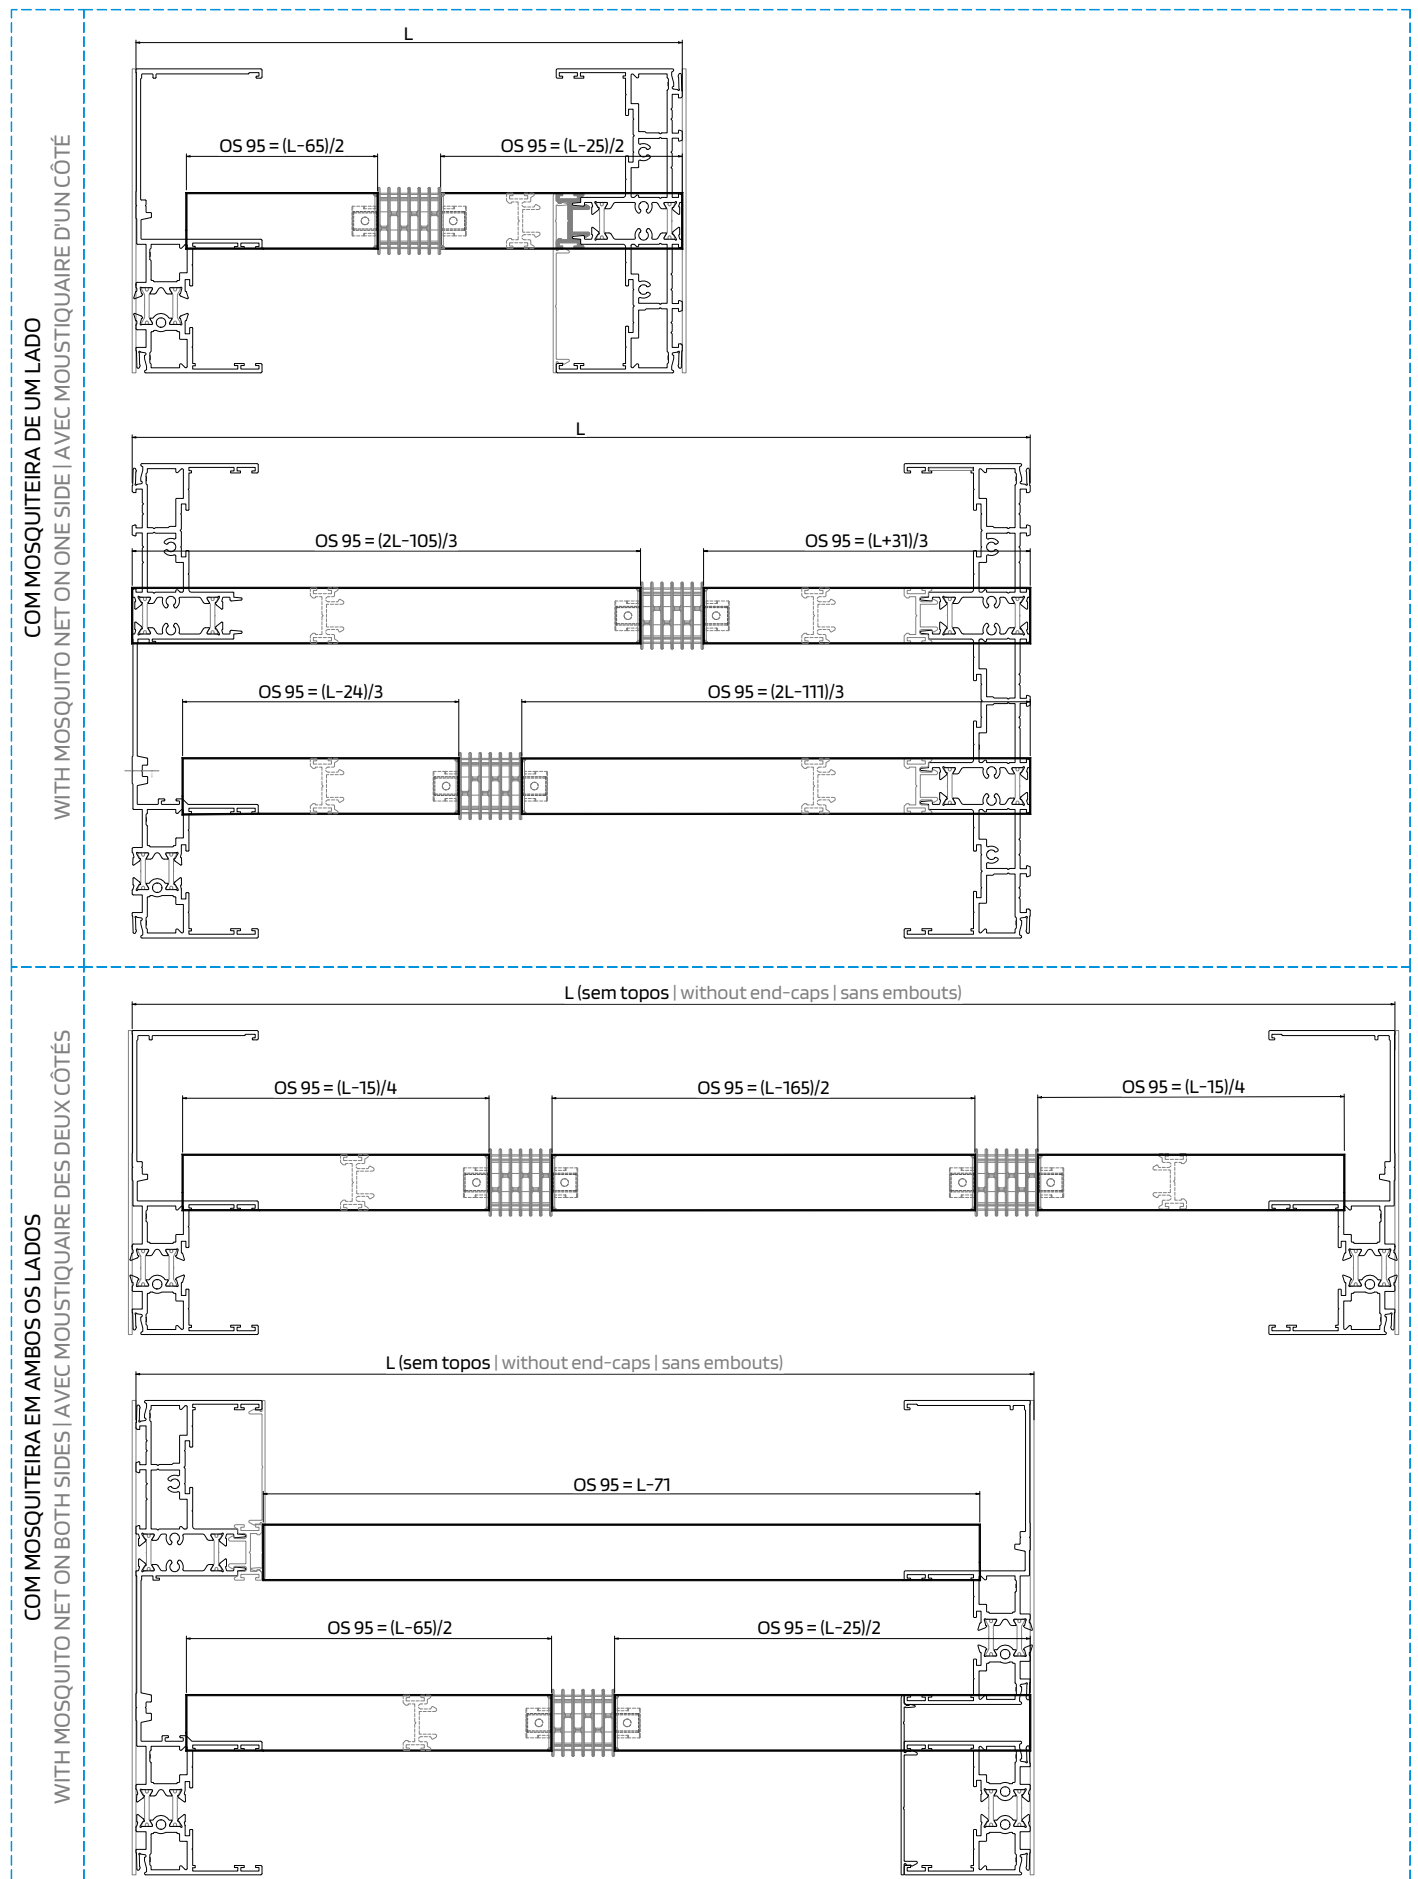 COM MOSQUITEIRA DE UM LADO
WITH MOSQUITO NET ON ONE SIDE | AVEC MOUSTIQUAIRE D'UN CÔTÉ
L
OS 95 = (L-65)/2
OS 95 = (L-25)/2
L
OS 95 = (2L-105)/3
OS 95 = (L+31)/3
OS 95 = (L-24)/3
OS 95 = (2L-111)/3
COM MOSQUITEIRA EM AMBOS OS LADOS
WITH MOSQUITO NET ON BOTH SIDES | AVEC MOUSTIQUAIRE DES DEUX CÔTÉS
L (sem topos | without end-caps | sans embouts)
OS 95 = (L-15)/4
OS 95 = (L-165)/2
OS 95 = (L-15)/4
L (sem topos | without end-caps | sans embouts)
OS 95 = L-71
OS 95 = (L-65)/2
OS 95 = (L-25)/2